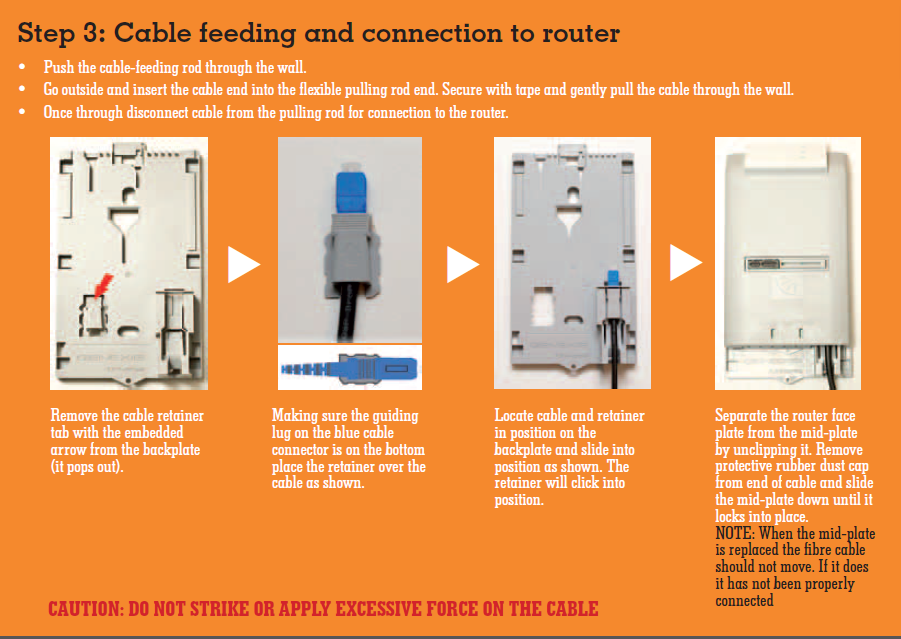 Step 3: Cable feeding and connection to router
• Push the cable-feeding rod through the wall.
• Go outside and insert the cable end into the flexible pulling rod end. Secure with tape and gently pull the cable through the wall.
• Once through disconnect cable from the pulling rod for connection to the router.
Remove the cable retainer
tab with the embedded
arrow from the backplate
(it pops out).
Making sure the guiding
lug on the blue cable
connector is on the bottom
place the retainer over the
cable as shown.
Locate cable and retainer
in position on the
backplate and slide into
position as shown. The
retainer will click into
position.
Separate the router face
plate from the mid-plate
by unclipping it. Remove
protective rubber dust cap
from end of cable and slide
the mid-plate down until it
locks into place.
NOTE: When the mid-plate
is replaced the fibre cable
should not move. If it does
it has not been properly
connected
CAUTION: DO NOT STRIKE OR APPLY EXCESSIVE FORCE ON THE CABLE